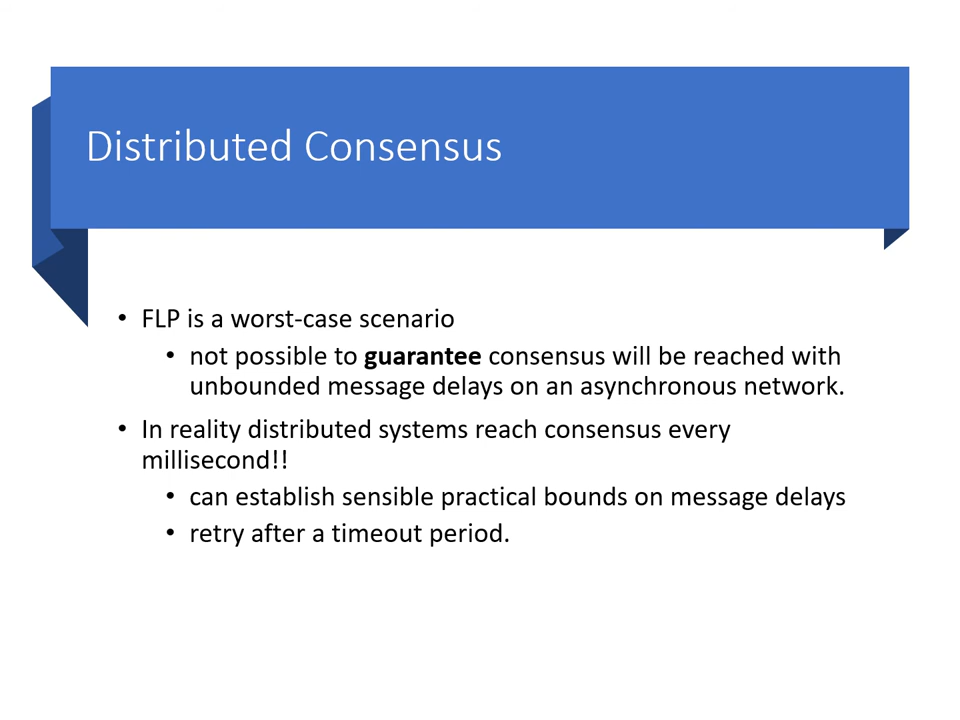 Distributed Consensus
• FLP is a worst-case scenario
• not possible to guarantee consensus will be reached with
unbounded message delays on an asynchronous network.
• In reality distributed systems reach consensus every
millisecond!!
• can establish sensible practical bounds on message delays
• retry after a timeout period.